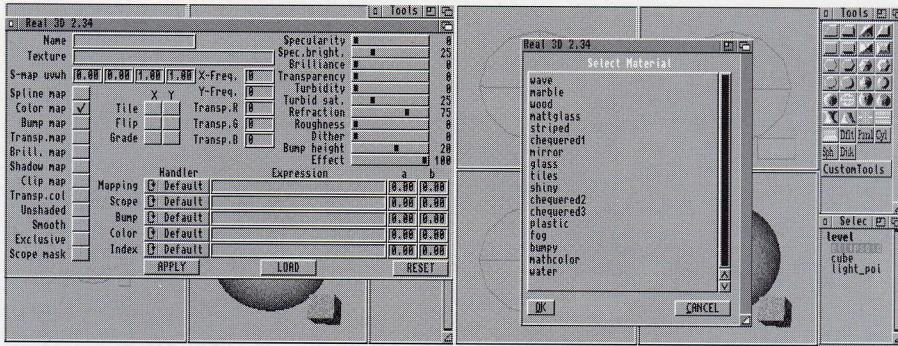 Tools
Real 3D 2.34
Name
Texture
S-map uvwh 0.00 0.00 1.00 1.00 X-Freq. 0
Y-Freq. 0
Spline map
Color map
Bump map
Transp.map
Brill. map
Shadow map
Clip map
Transp.col
Unshaded
Smooth
Exclusive
Scope mask
X Y
Tile
Flip
Grade
Transp.R 0
Transp.G 0
Transp.B 0
Specularity 0
Spec.bright. 25
Brilliance 0
Transparency 0
Turbidity 0
Turbid sat. 25
Refraction 75
Roughness 0
Dither 0
Bump height 20
Effect 100
Handler Expression a b
Mapping Default 0.00 0.00
Scope Default 0.00 0.00
Bump Default 0.00 0.00
Color Default 0.00 0.00
Index Default 0.00 0.00
APPLY LOAD RESET
Real 3D 2.34
Select Material
wave
marble
wood
mattglass
striped
chequered1
mirror
glass
tiles
shiny
chequered2
chequered3
plastic
fog
bumpy
mathcolor
water
OK CANCEL
Tools
Dflt Paral Cyl
Sph Disk
CustomTools
Selec
level
cube
light_poi